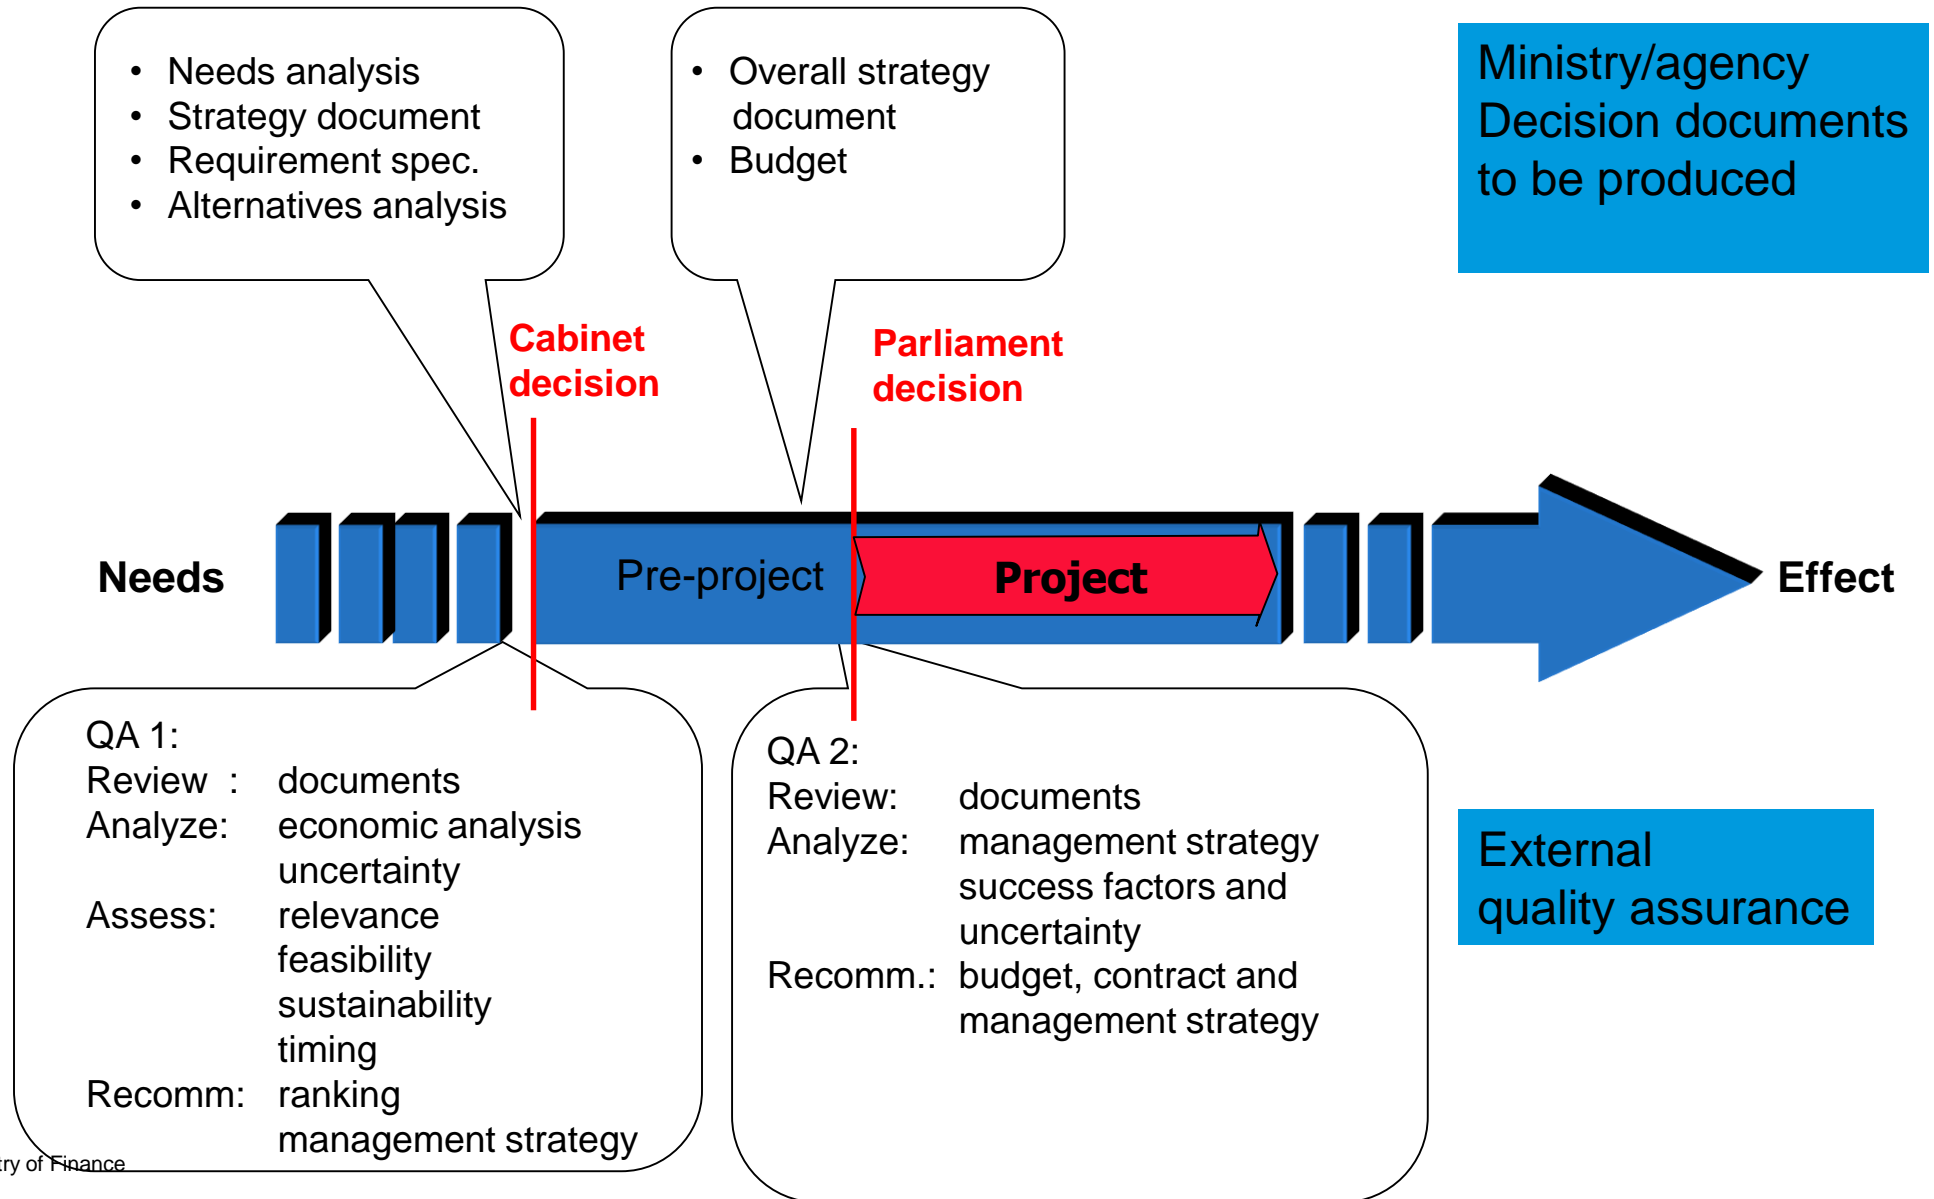 • Needs analysis
• Strategy document
• Requirement spec.
• Alternatives analysis
• Overall strategy
document
• Budget
Ministry/agency
Decision documents
to be produced
Cabinet
decision
Parliament
decision
Needs
Pre-project
Project
Effect
QA 1:
Review : documents
Analyze: economic analysis
uncertainty
Assess: relevance
feasibility
sustainability
timing
Recomm: ranking
management strategy
QA 2:
Review: documents
Analyze: management strategy
success factors and
uncertainty
Recomm.: budget, contract and
management strategy
External
quality assurance
try of Finance